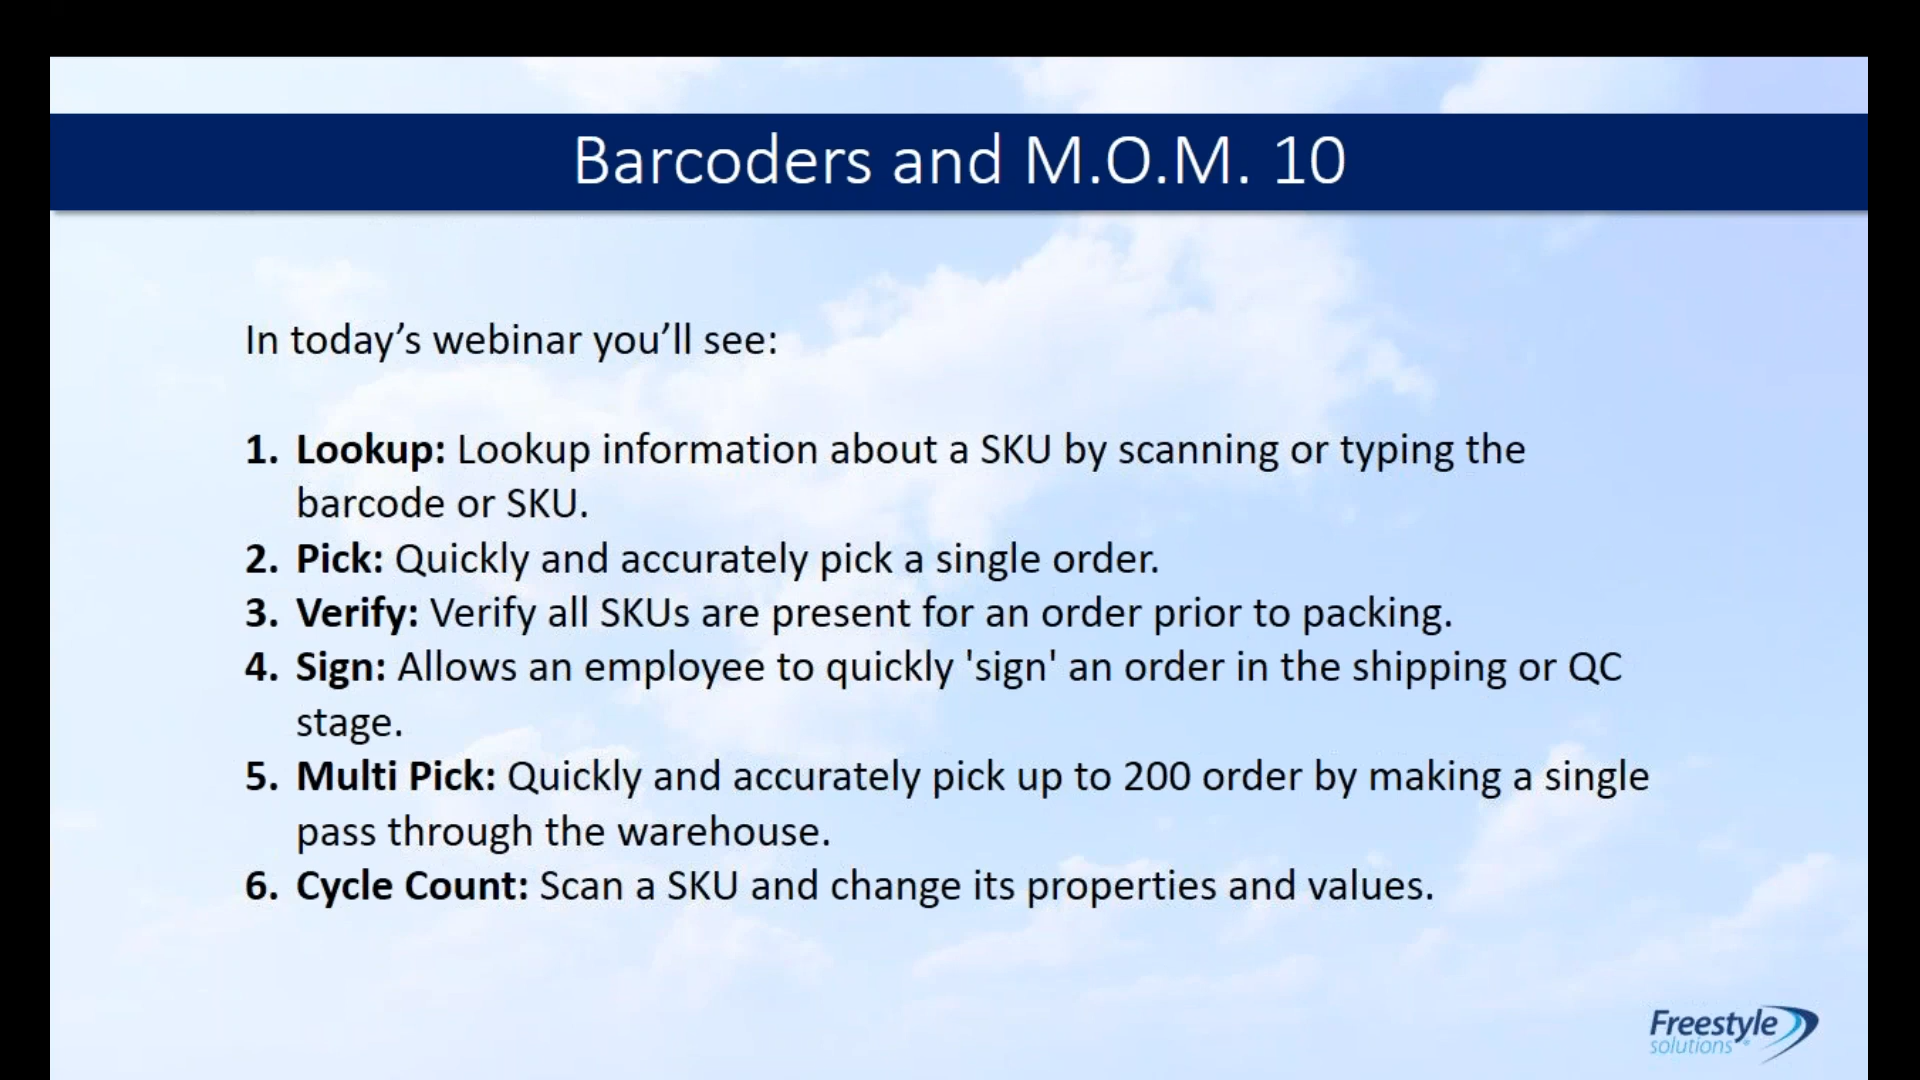 Barcoders and M.O.M. 10
In today’s webinar you’ll see:
1. Lookup: Lookup information about a SKU by scanning or typing the
barcode or SKU.
2. Pick: Quickly and accurately pick a single order.
3. Verify: Verify all SKUs are present for an order prior to packing.
4. Sign: Allows an employee to quickly 'sign' an order in the shipping or QC
stage.
5. Multi Pick: Quickly and accurately pick up to 200 order by making a single
pass through the warehouse.
6. Cycle Count: Scan a SKU and change its properties and values.
Freestyle
solutions